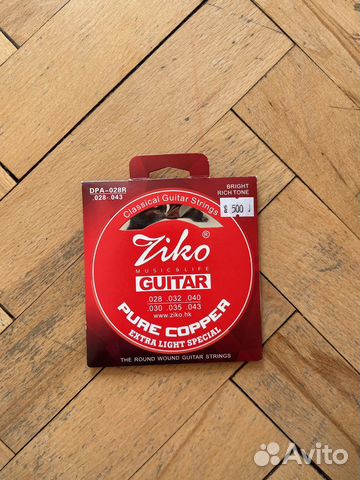 DPA-028R
.028-.043
BRIGHT
RICH TONE
500
Classical Guitar Strings
Ziko®
MUSIC&LIFE
GUITAR
.028 .032 .040
.030 .035 .043
www.ziko.hk
PURE COPPER
EXTRA LIGHT SPECIAL
THE ROUND WOUND GUITAR STRINGS
Avito